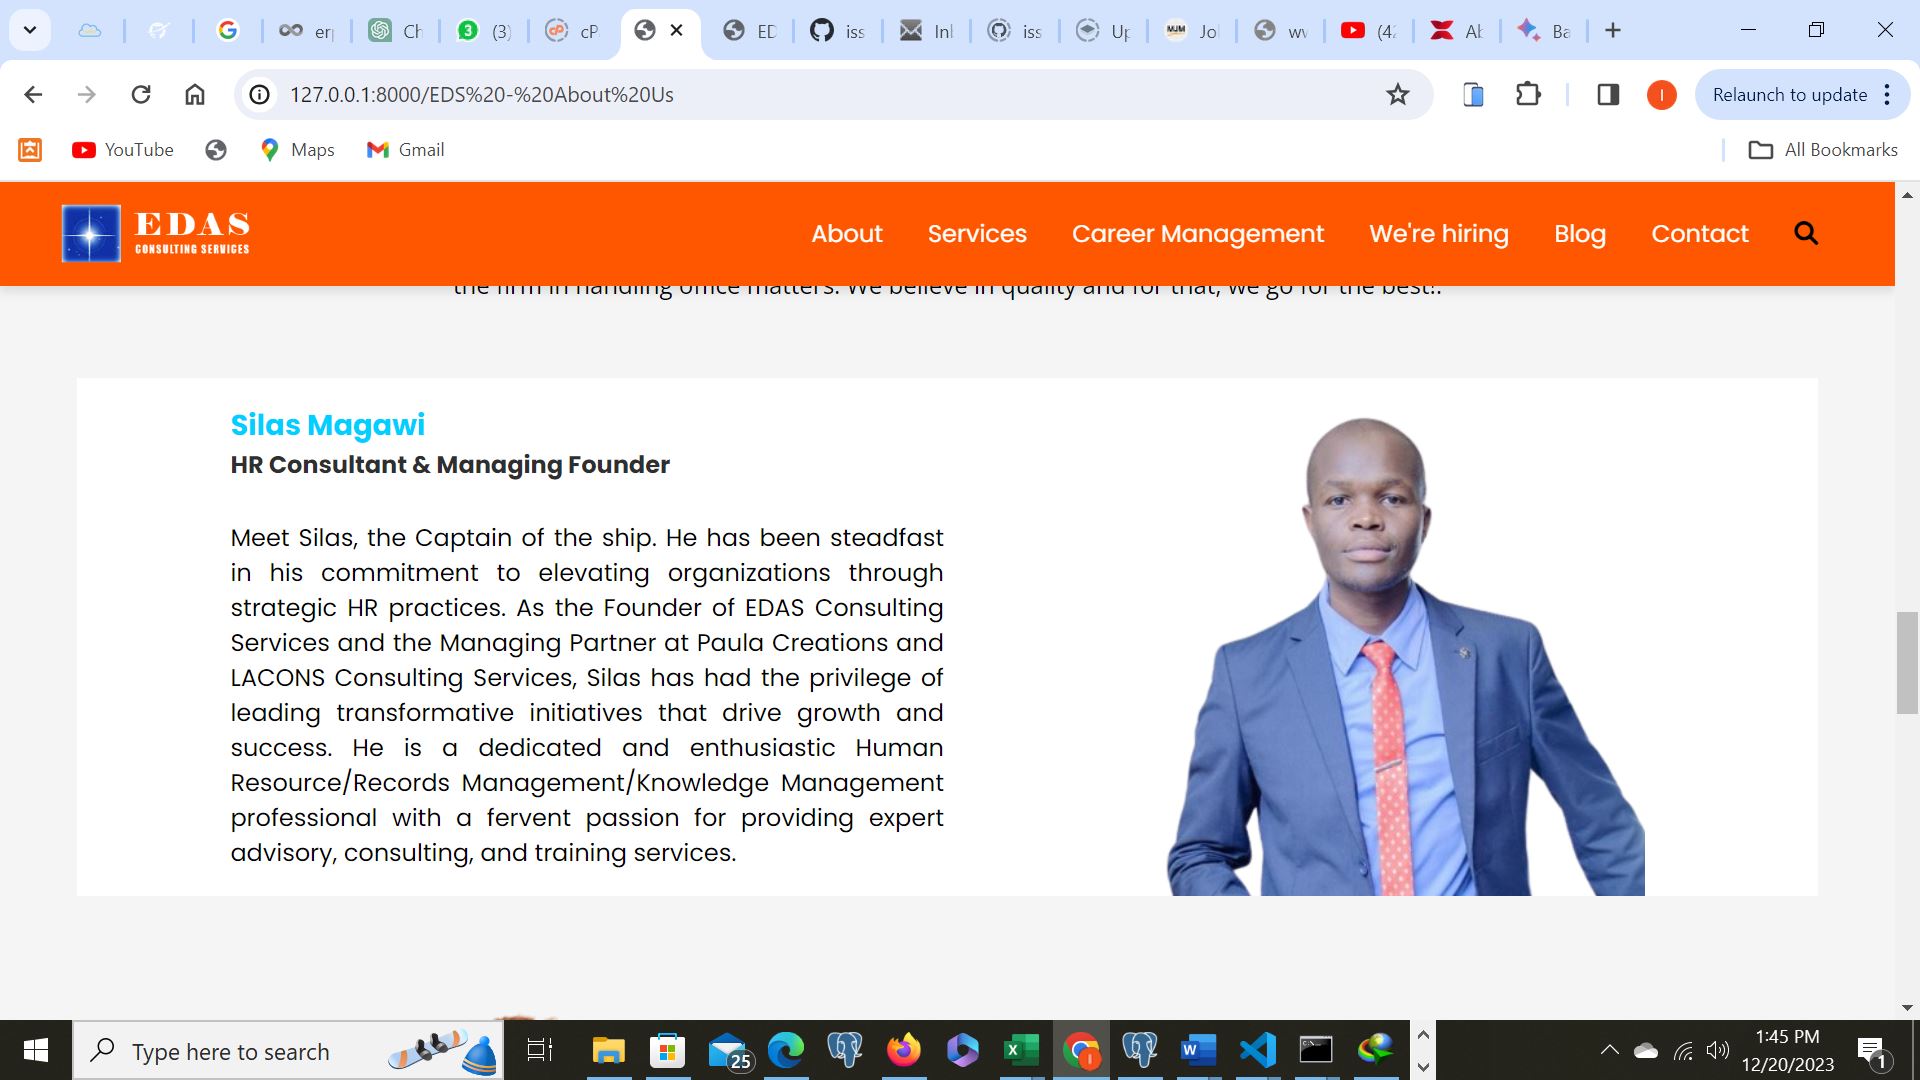 er
Ch
(3)
cP
ED
iss
Inl
iss
Up
Jo
wv
(42
Al
Ba
127.0.0.1:8000/EDS%20-%20About%20Us
Relaunch to update
YouTube
Maps
Gmail
All Bookmarks
EDAS
CONSULTING SERVICES
About
Services
Career Management
We're hiring
Blog
Contact
the firm in handling office matters. We believe in quality and for that, we go for the best!.
Silas Magawi
HR Consultant & Managing Founder
Meet Silas, the Captain of the ship. He has been steadfast
in his commitment to elevating organizations through
strategic HR practices. As the Founder of EDAS Consulting
Services and the Managing Partner at Paula Creations and
LACONS Consulting Services, Silas has had the privilege of
leading transformative initiatives that drive growth and
success. He is a dedicated and enthusiastic Human
Resource/Records Management/Knowledge Management
professional with a fervent passion for providing expert
advisory, consulting, and training services.
Type here to search
25
1:45 PM
12/20/2023
1